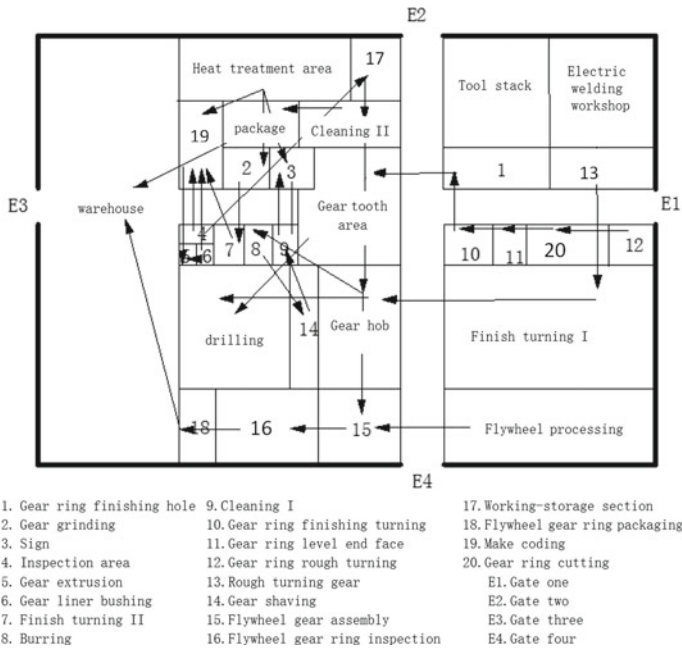 E2
17
Heat treatment area
Tool stack
Electric
welding
workshop
package
Cleaning II
19
2
3
1
13
E3
warehouse
Gear tooth
area
E1
4
5
6
7
8
9
10
11
20
12
drilling
14
Gear hob
Finish turning I
18
16
15
Flywheel processing
E4
1. Gear ring finishing hole
2. Gear grinding
3. Sign
4. Inspection area
5. Gear extrusion
6. Gear liner bushing
7. Finish turning II
8. Burring
9. Cleaning I
10. Gear ring finishing turning
11. Gear ring level end face
12. Gear ring rough turning
13. Rough turning gear
14. Gear shaving
15. Flywheel gear assembly
16. Flywheel gear ring inspection
17. Working-storage section
18. Flywheel gear ring packaging
19. Make coding
20. Gear ring cutting
E1. Gate one
E2. Gate two
E3. Gate three
E4. Gate four